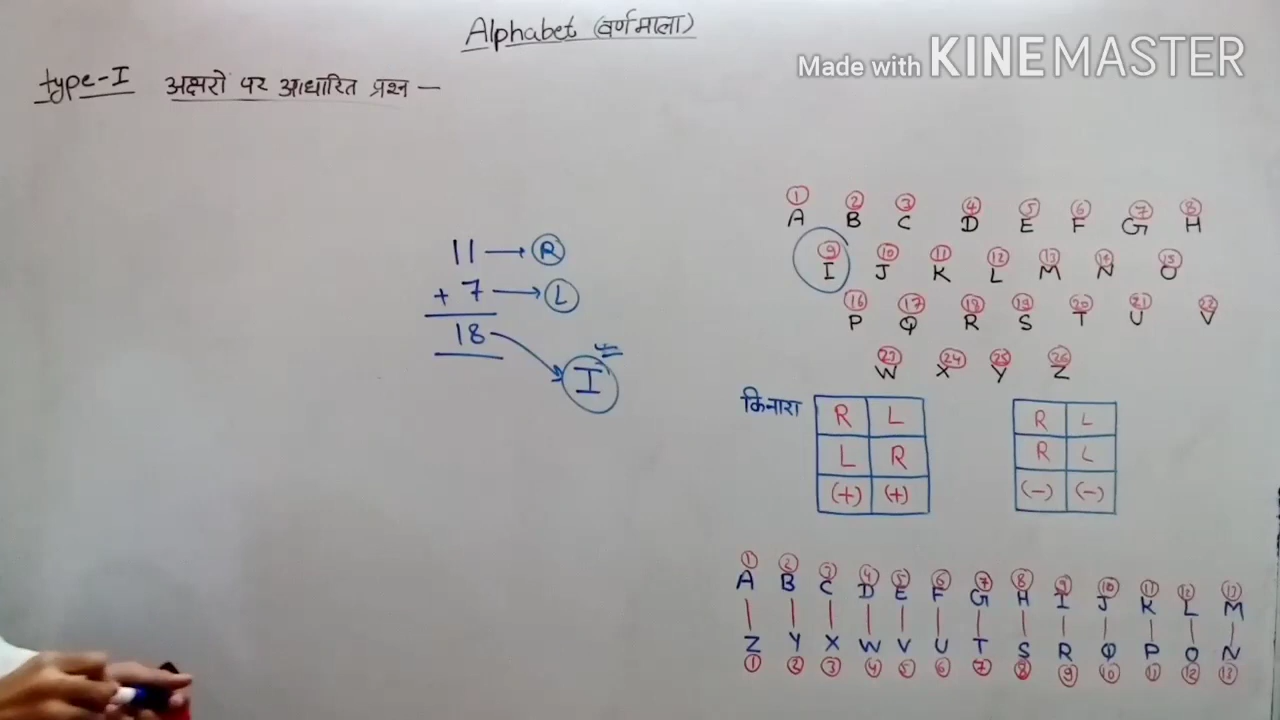 Alphabet (वर्णमाला)
Made with KINEMASTER
type-I अक्षरो पर आधारित प्रश्न —
1 2 3 4 5 6 7 8
A B C D E F G H
11 → R
9 10 11 12 13 14 15
I J K L M N O
+ 7 → L
16 17 18 19 20 21 22
P Q R S T U V
18
I
23 24 25 26
W X Y Z
किनारा
R L R L
L R R L
(+) (+) (-) (-)
1 2 3 4 5 6 7 8 9 10 11 12 13
A B C D E F G H I J K L M
Z Y X W V U T S R Q P O N
1 2 3 4 5 6 7 8 9 10 11 12 13